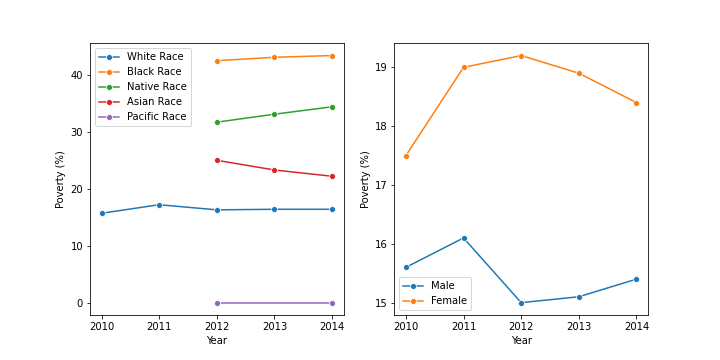 White Race
Black Race
Native Race
Asian Race
Pacific Race
40
30
20
10
0
Poverty (%)
2010 2011 2012 2013 2014
Year
19
18
17
16
15
Poverty (%)
Male
Female
2010 2011 2012 2013 2014
Year